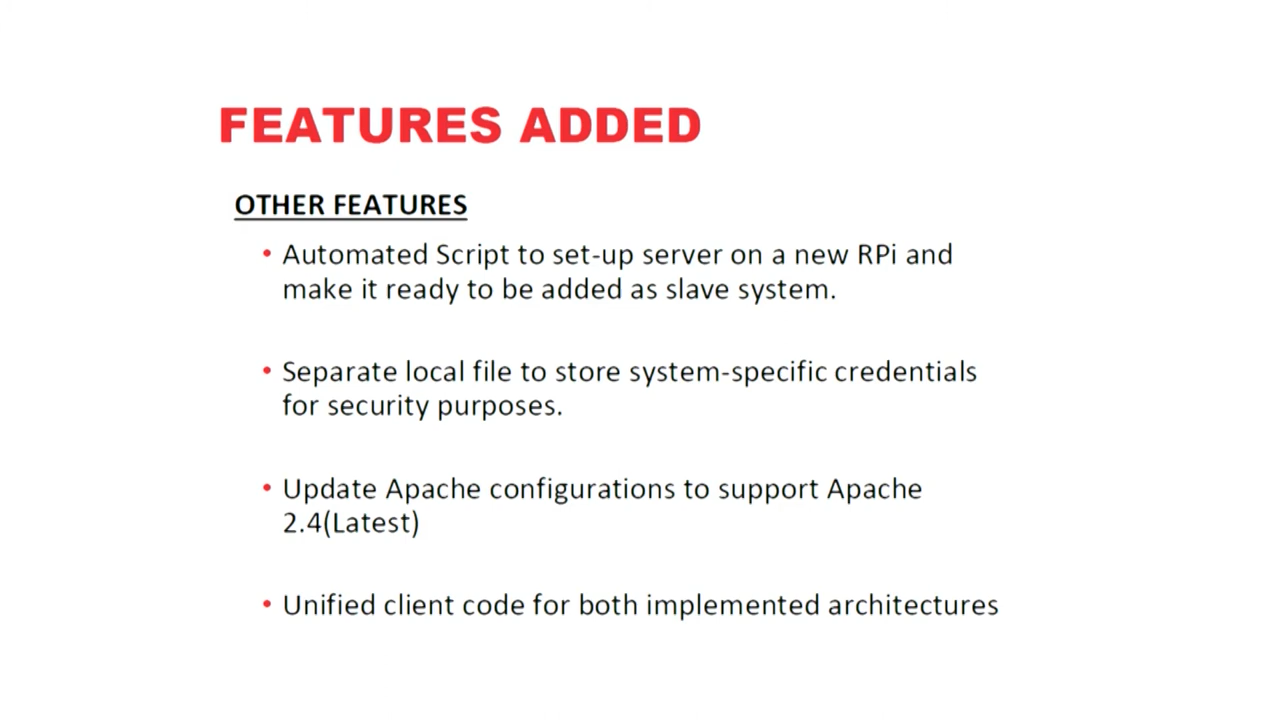 FEATURES ADDED
OTHER FEATURES
• Automated Script to set-up server on a new RPi and
make it ready to be added as slave system.
• Separate local file to store system-specific credentials
for security purposes.
• Update Apache configurations to support Apache
2.4(Latest)
• Unified client code for both implemented architectures